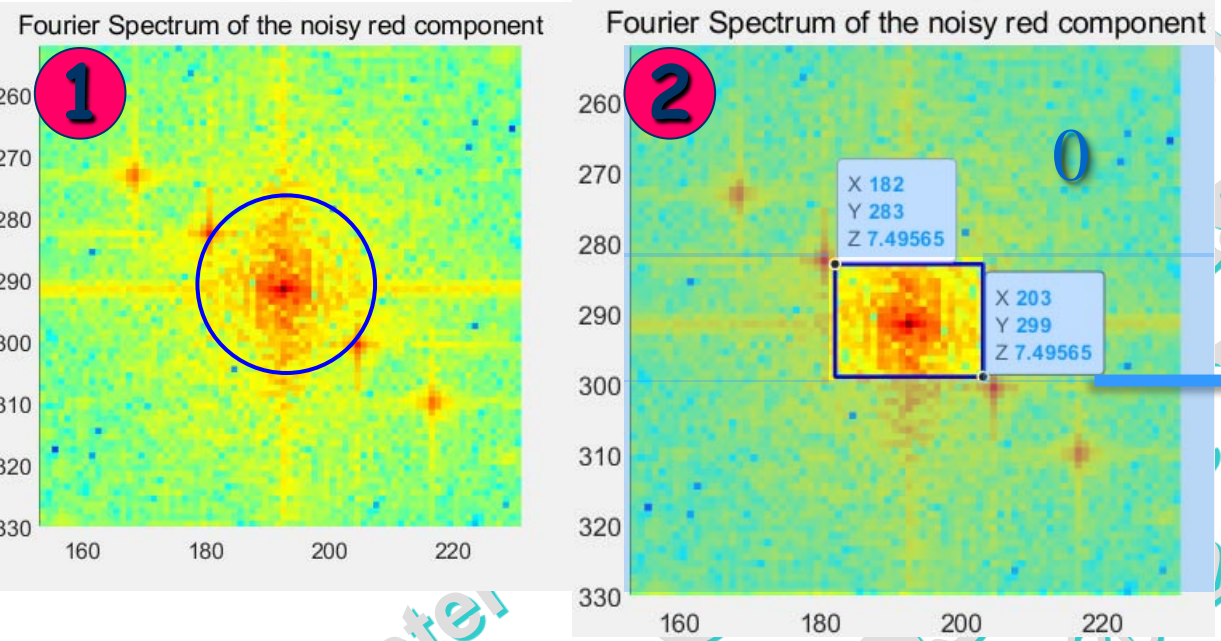 Fourier Spectrum of the noisy red component
1
260
270
280
290
300
310
320
330
160 180 200 220
Fourier Spectrum of the noisy red component
2
0
260
270
280
290
300
310
320
330
X 182
Y 283
Z 7.49565
X 203
Y 299
Z 7.49565
160 180 200 220
ter